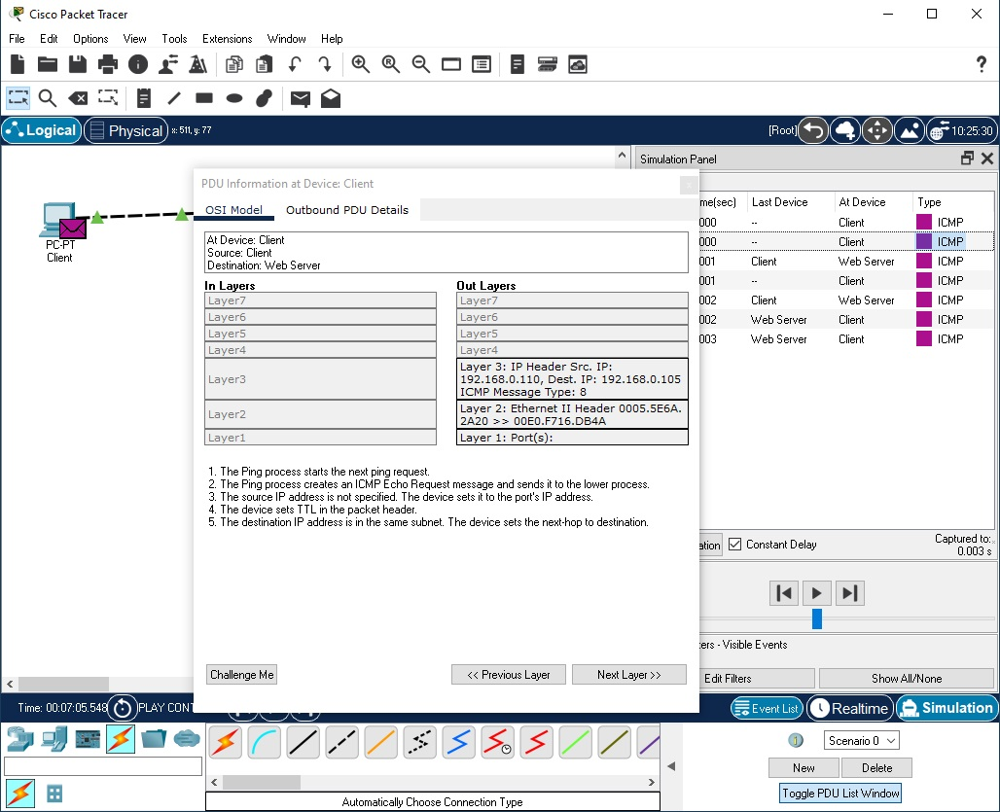 Cisco Packet Tracer
File Edit Options View Tools Extensions Window Help
Logical Physical x: 511, y: 77 [Root] 10:25:30
Simulation Panel
PC-PT
Client
PDU Information at Device: Client
OSI Model Outbound PDU Details
At Device: Client
Source: Client
Destination: Web Server
In Layers
Layer7
Layer6
Layer5
Layer4
Layer3
Layer2
Layer1
Out Layers
Layer7
Layer6
Layer5
Layer4
Layer 3: IP Header Src. IP:
192.168.0.110, Dest. IP: 192.168.0.105
ICMP Message Type: 8
Layer 2: Ethernet II Header 0005.5E6A.
2A20 >> 00E0.F716.DB4A
Layer 1: Port(s):
1. The Ping process starts the next ping request.
2. The Ping process creates an ICMP Echo Request message and sends it to the lower process.
3. The source IP address is not specified. The device sets it to the port's IP address.
4. The device sets TTL in the packet header.
5. The destination IP address is in the same subnet. The device sets the next-hop to destination.
Challenge Me << Previous Layer Next Layer >>
me(sec) Last Device At Device Type
000 -- Client ICMP
000 -- Client ICMP
001 Client Web Server ICMP
001 -- Client ICMP
002 Client Web Server ICMP
002 Web Server Client ICMP
003 Web Server Client ICMP
ation Constant Delay Captured to:
0.003 s
ers - Visible Events
Edit Filters Show All/None
Time: 00:07:05.548 PLAY CONT Event List Realtime Simulation
Scenario 0
New Delete
Toggle PDU List Window
Automatically Choose Connection Type